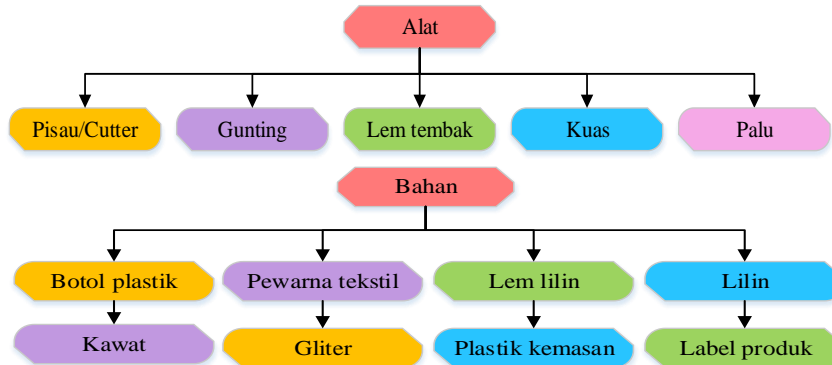 Alat
Pisau/Cutter
Gunting
Lem tembak
Kuas
Palu
Bahan
Botol plastik
Pewarna tekstil
Lem lilin
Lilin
Kawat
Gliter
Plastik kemasan
Label produk